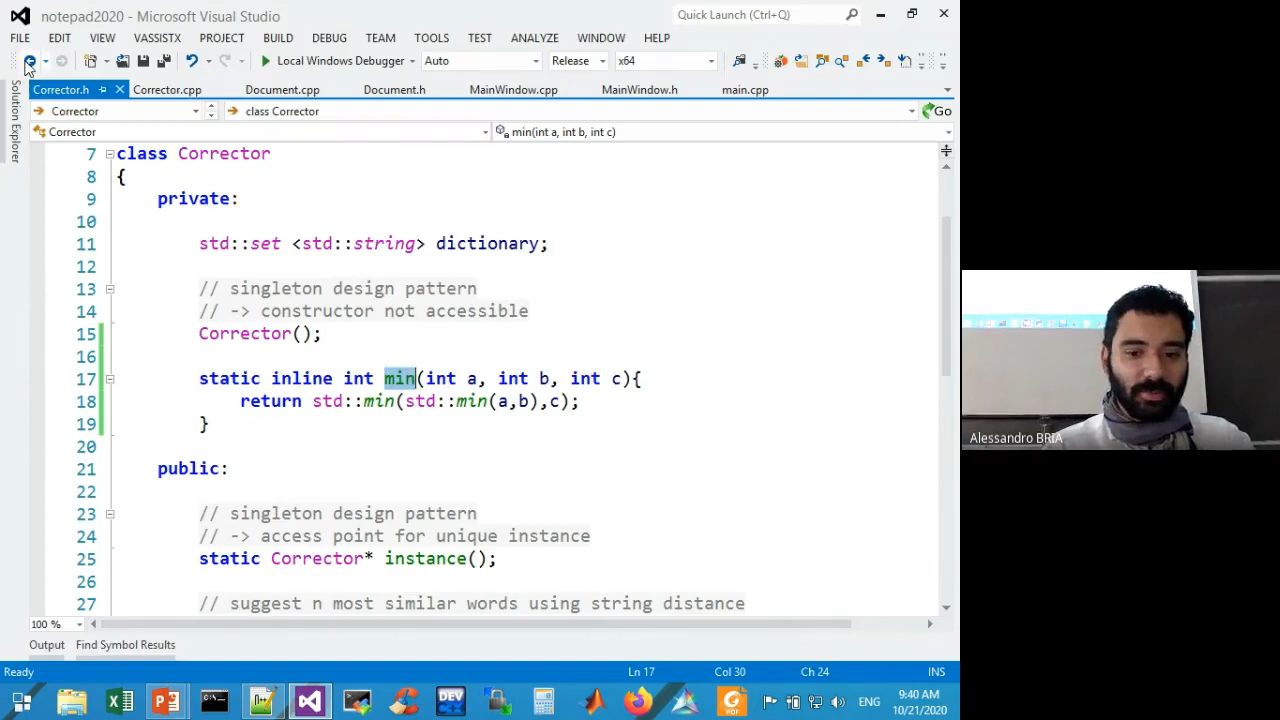 notepad2020 - Microsoft Visual Studio
Quick Launch (Ctrl+Q)
FILE EDIT VIEW VASSISTX PROJECT BUILD DEBUG TEAM TOOLS TEST ANALYZE WINDOW HELP
Local Windows Debugger Auto Release x64
Solution Explorer
Corrector.h Corrector.cpp Document.cpp Document.h MainWindow.cpp MainWindow.h main.cpp
Corrector class Corrector Go
Corrector min(int a, int b, int c)
7 class Corrector
8 {
9 private:
10
11 std::set <std::string> dictionary;
12
13 // singleton design pattern
14 // -> constructor not accessible
15 Corrector();
16
17 static inline int min(int a, int b, int c){
18 return std::min(std::min(a,b),c);
19 }
20
21 public:
22
23 // singleton design pattern
24 // -> access point for unique instance
25 static Corrector* instance();
26
27 // suggest n most similar words using string distance
100 %
Output Find Symbol Results
Ready Ln 17 Col 30 Ch 24 INS
DEV
PDF
ENG
9:40 AM
10/21/2020
Alessandro BRIA